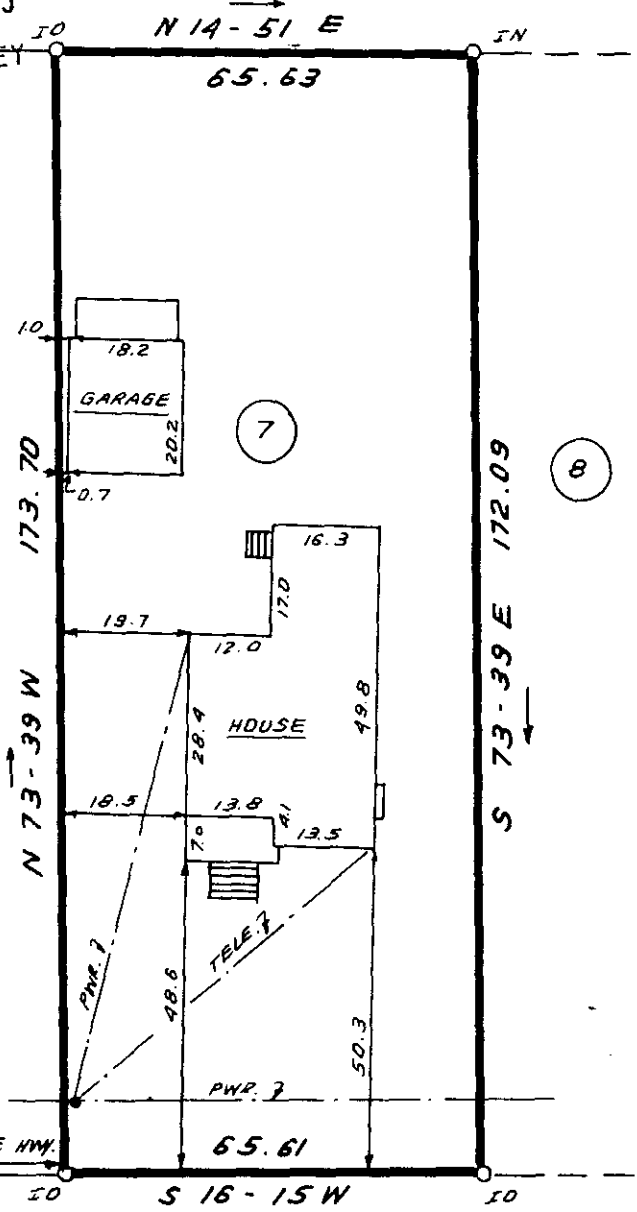 IO
N 14-51 E
IN
65.63
1.0
18.2
GARAGE
20.2
0.7
7
8
173.70
N 73-39 W
172.09
S 73-39 E
16.3
17.0
19.7
12.0
28.4
HOUSE
49.8
18.5
13.8
4.1
13.5
7.0
PWR.
TELE.
48.6
50.3
PWR.
HWY.
65.61
IO
S 16-15 W
IO